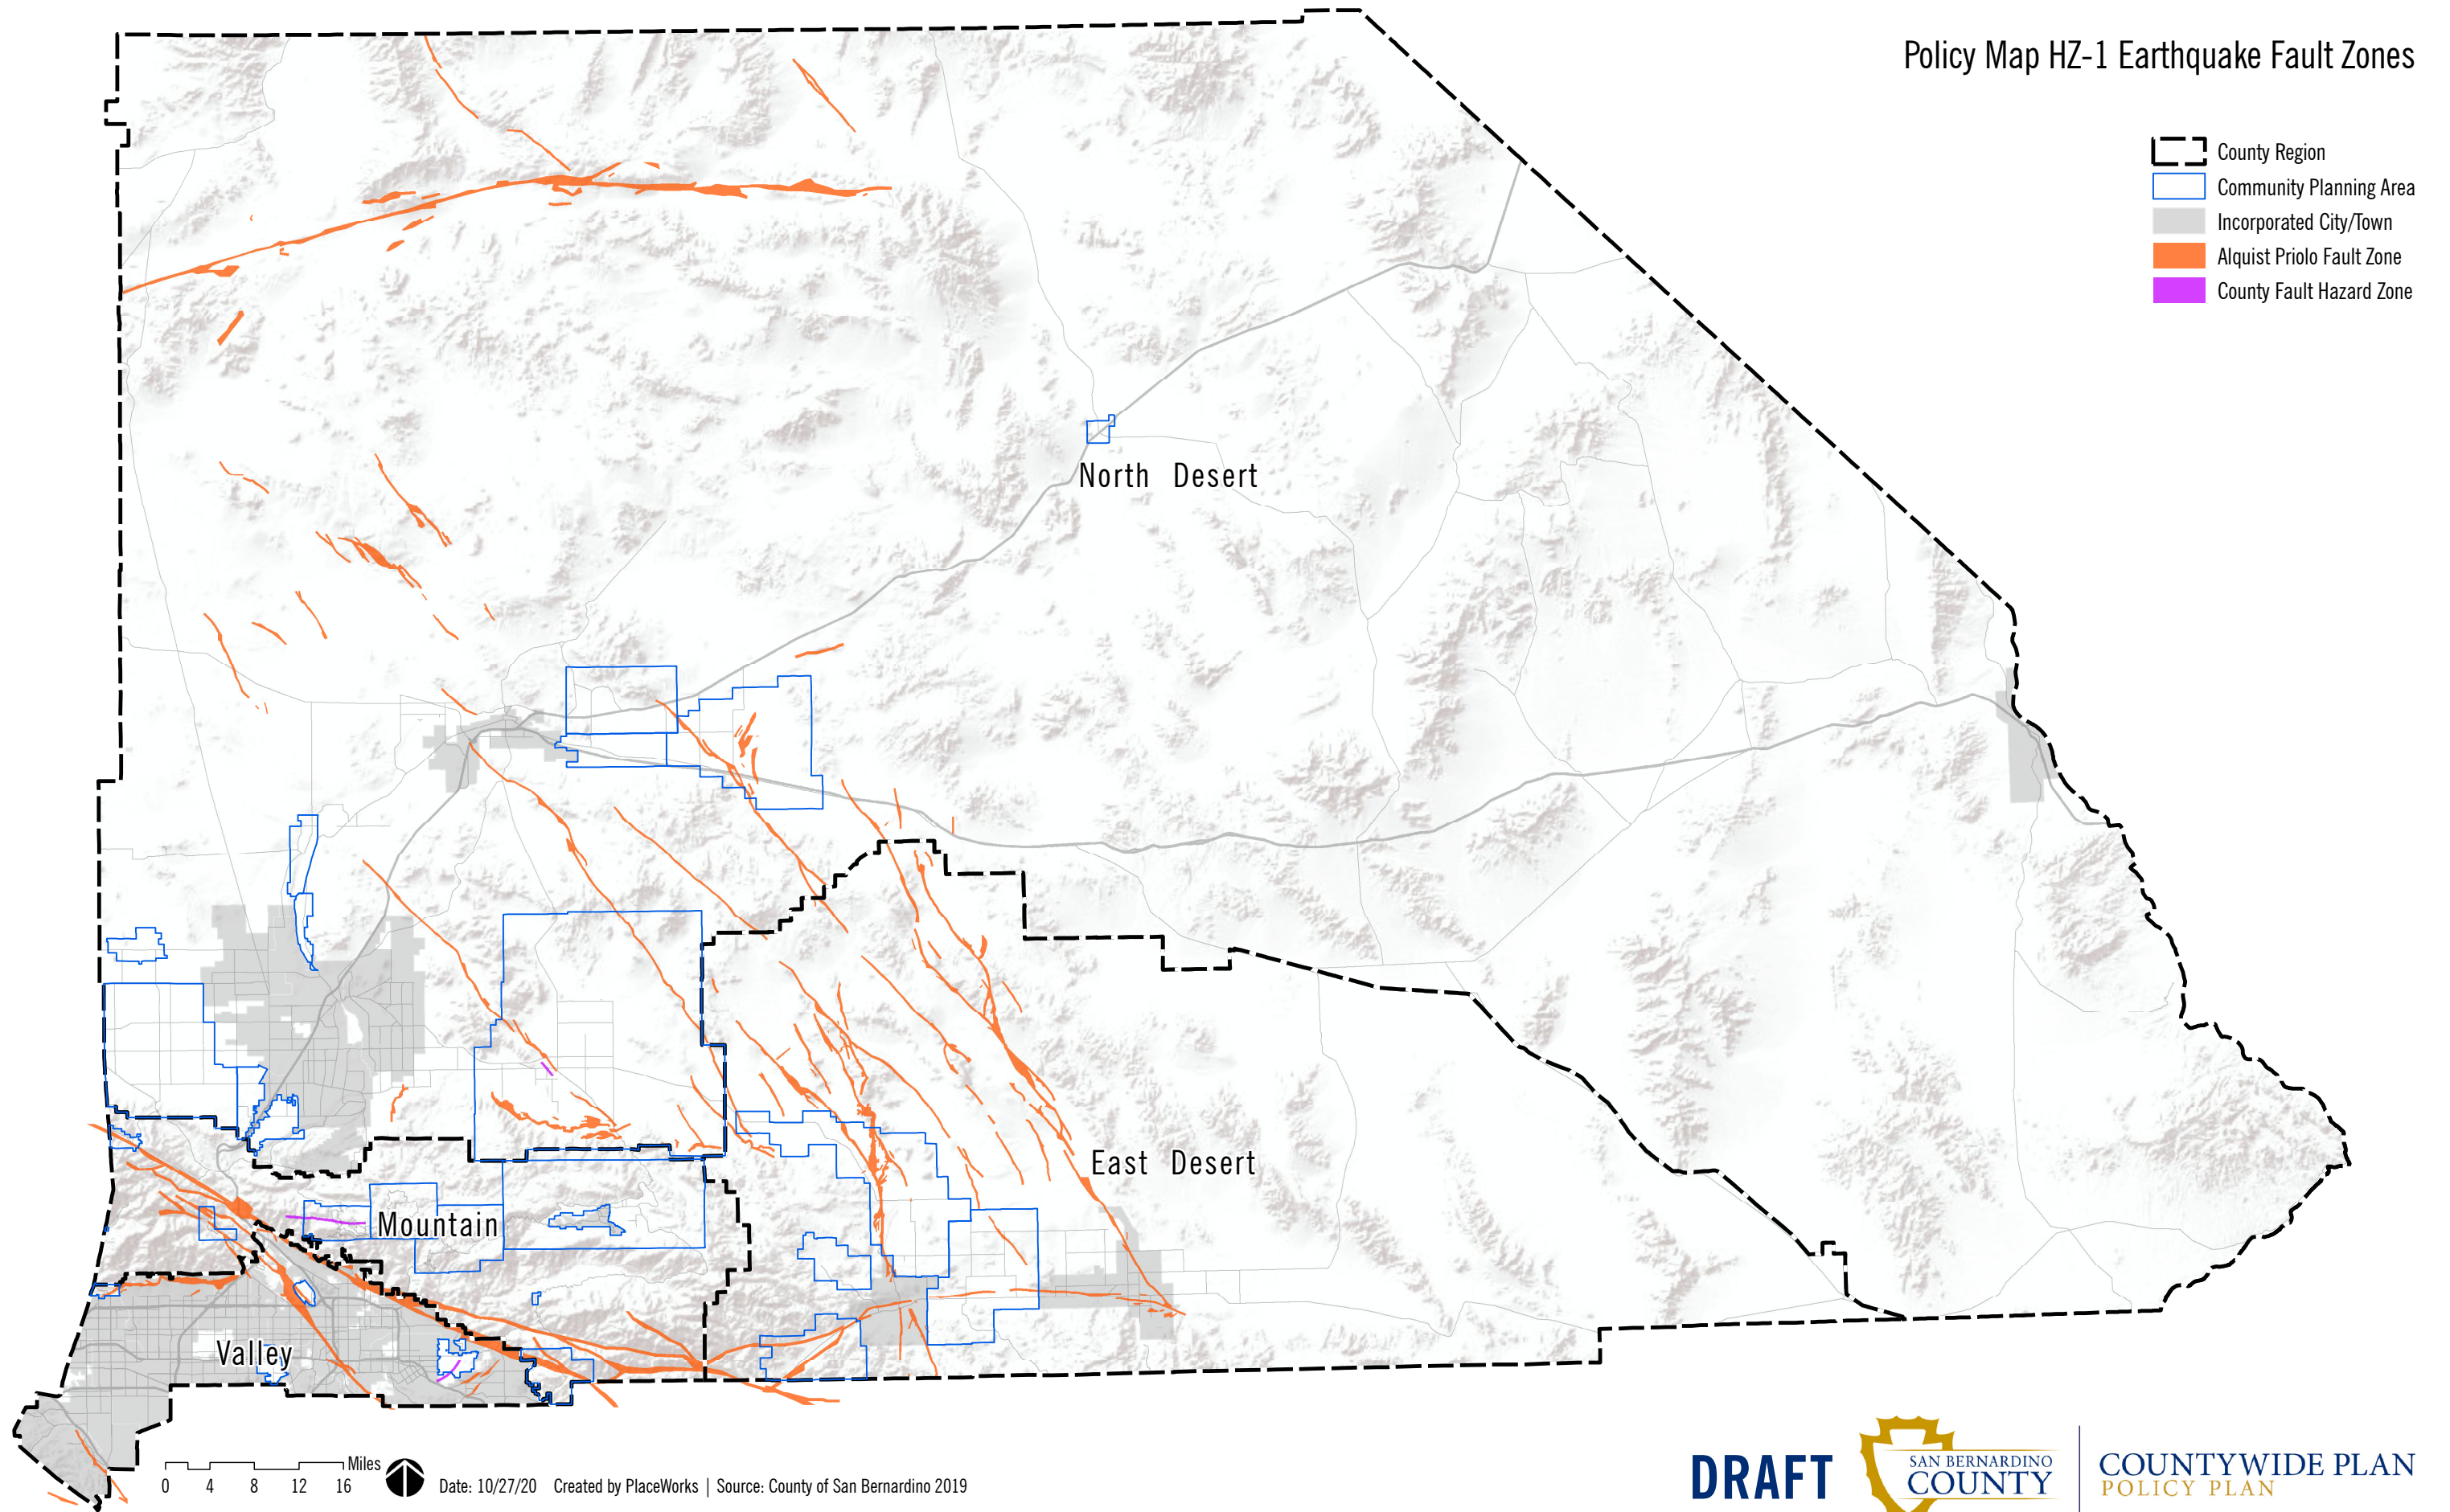 Policy Map HZ-1 Earthquake Fault Zones
County Region
Community Planning Area
Incorporated City/Town
Alquist Priolo Fault Zone
County Fault Hazard Zone
North Desert
East Desert
Mountain
Valley
Miles
0 4 8 12 16
Date: 10/27/20 Created by PlaceWorks | Source: County of San Bernardino 2019
DRAFT
SAN BERNARDINO
COUNTY
COUNTYWIDE PLAN
POLICY PLAN